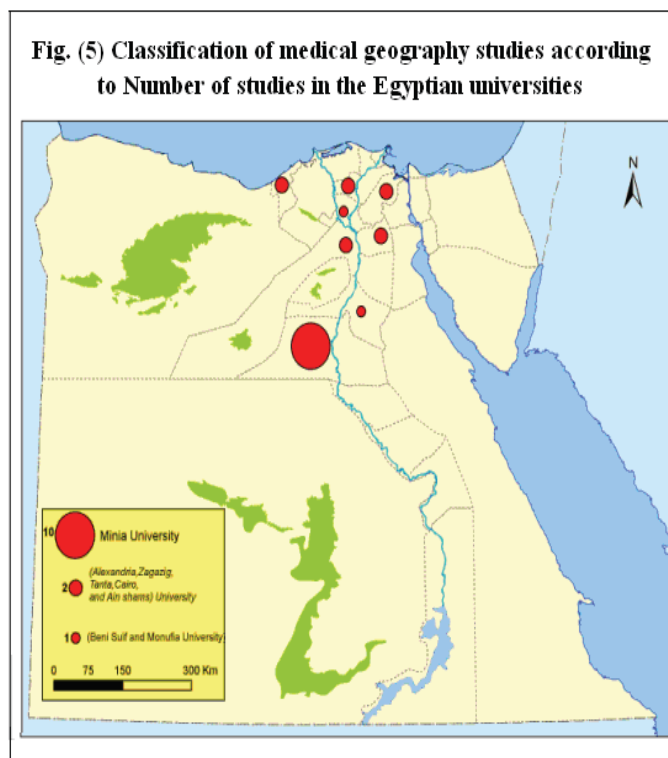 Fig. (5) Classification of medical geography studies according
to Number of studies in the Egyptian universities
N
10 Minia University
(Alexandria,Zagazig,
Tanta,Cairo,
2 and Ain shams) University
1 (Beni Suif and Monufia University)
0 75 150 300 Km